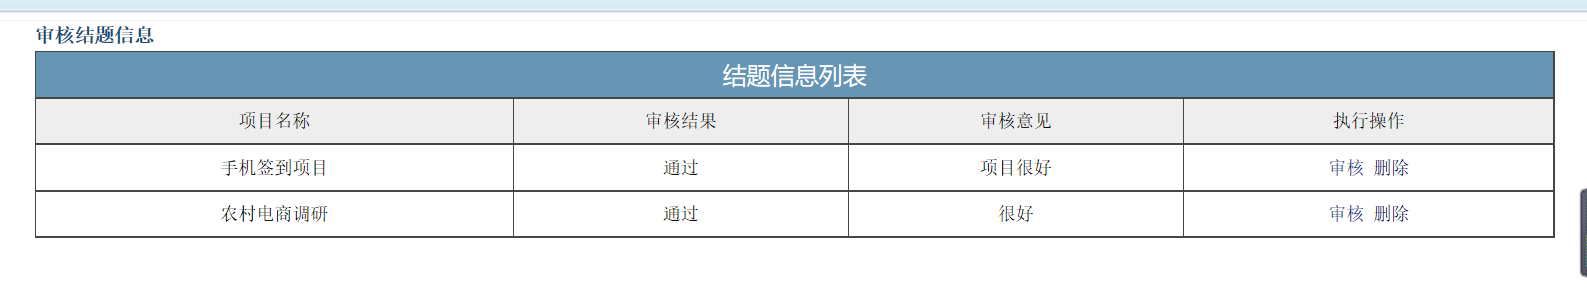 审核结题信息
结题信息列表
项目名称 审核结果 审核意见 执行操作
手机签到项目 通过 项目很好 审核 删除
农村电商调研 通过 很好 审核 删除